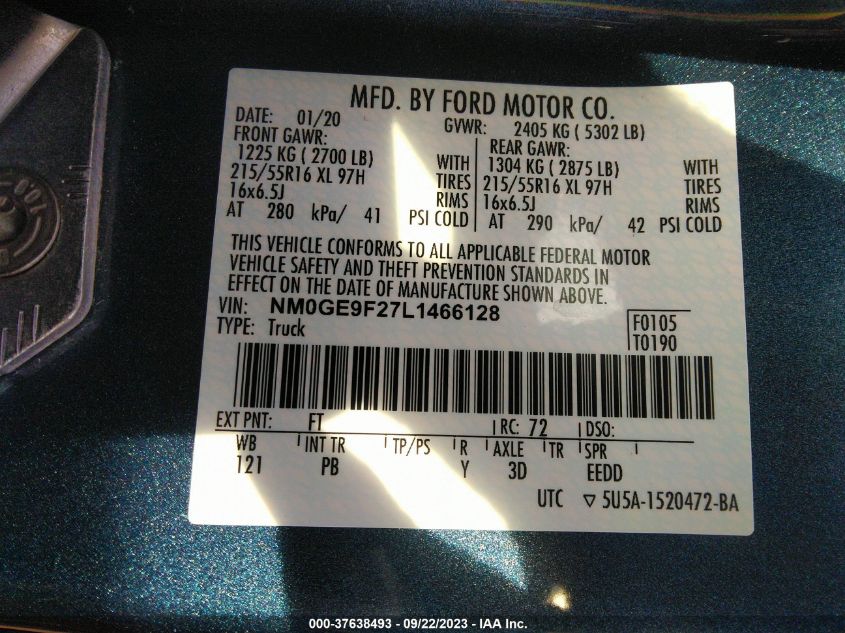 MFD. BY FORD MOTOR CO.
DATE: 01/20 GVWR: 2405 KG ( 5302 LB)
FRONT GAWR: REAR GAWR:
1225 KG ( 2700 LB) WITH 1304 KG ( 2875 LB) WITH
215/55R16 XL 97H TIRES 215/55R16 XL 97H TIRES
16x6.5J RIMS 16x6.5J RIMS
AT 280 kPa/ 41 PSI COLD AT 290 kPa/ 42 PSI COLD
THIS VEHICLE CONFORMS TO ALL APPLICABLE FEDERAL MOTOR
VEHICLE SAFETY AND THEFT PREVENTION STANDARDS IN
EFFECT ON THE DATE OF MANUFACTURE SHOWN ABOVE.
VIN: NM0GE9F27L1466128
TYPE: Truck
F0105
T0190
EXT PNT: FT RC: 72 DSO:
WB INT TR TP/PS R AXLE TR SPR
121 PB Y 3D EEDD
UTC ▽ 5U5A-1520472-BA
000-37638493 - 09/22/2023 - IAA Inc.